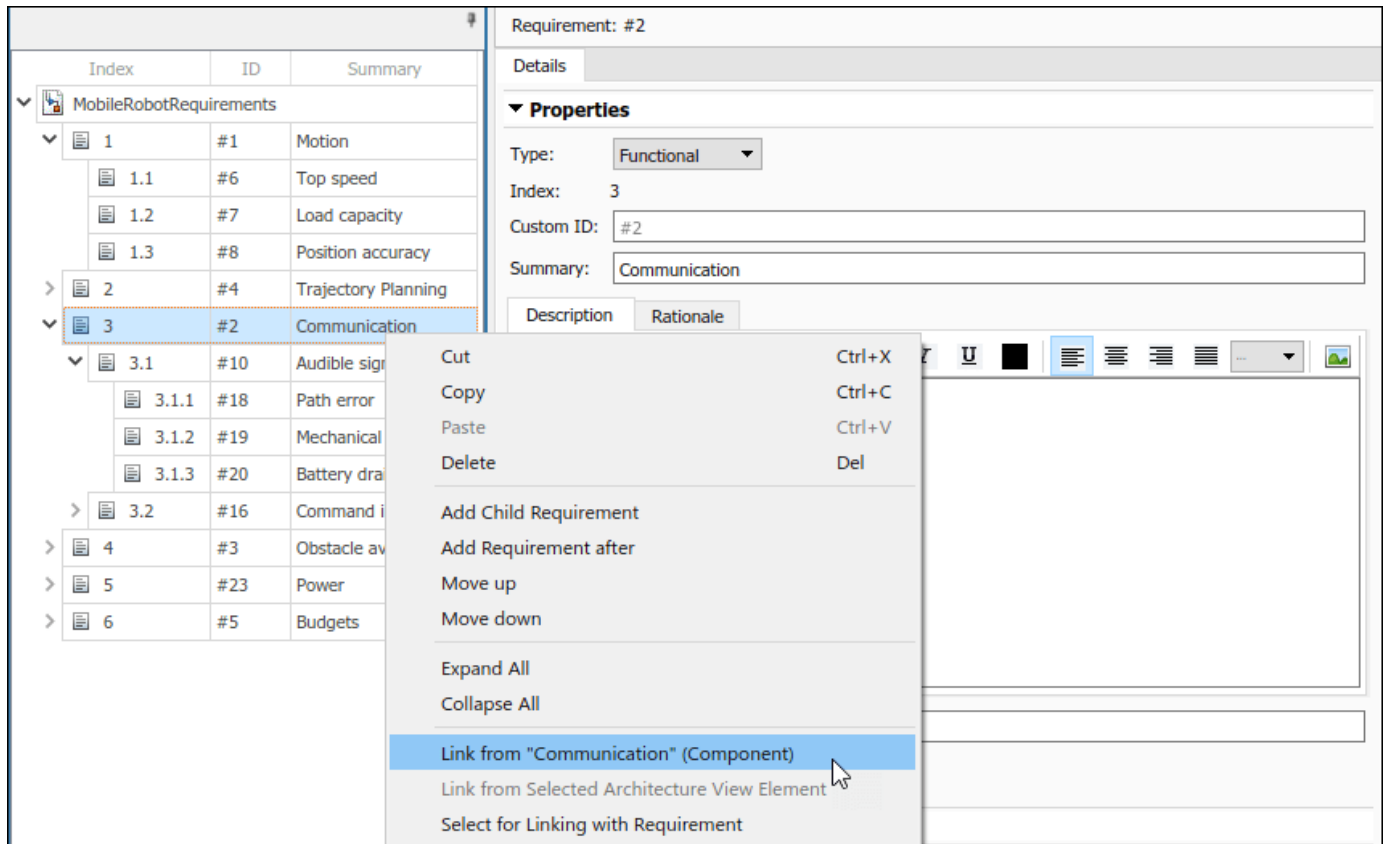 Requirement: #2
Index ID Summary
Details
MobileRobotRequirements
Properties
1 #1 Motion
Type: Functional
1.1 #6 Top speed
Index: 3
1.2 #7 Load capacity
Custom ID: #2
1.3 #8 Position accuracy
Summary: Communication
2 #4 Trajectory Planning
Description Rationale
3 #2 Communication
3.1 #10 Audible
3.1.1 #18 Path error
3.1.2 #19 Mechanical
3.1.3 #20 Battery
3.2 #16 Command
4 #3 Obstacle
5 #23 Power
6 #5 Budgets
Cut Ctrl+X
U
Copy Ctrl+C
Paste Ctrl+V
Delete Del
Add Child Requirement
Add Requirement after
Move up
Move down
Expand All
Collapse All
Link from "Communication" (Component)
Link from Selected Architecture View Element
Select for Linking with Requirement